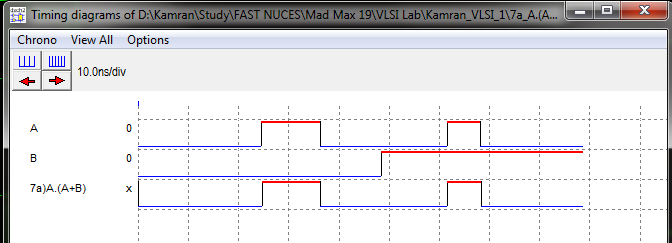 Timing diagrams of D:\Kamran\Study\FAST NUCES\Mad Max 19\VLSI Lab\Kamran_VLSI_1\7a_A.(A...
Chrono View All Options
10.0ns/div
A 0
B 0
7a)A.(A+B) x